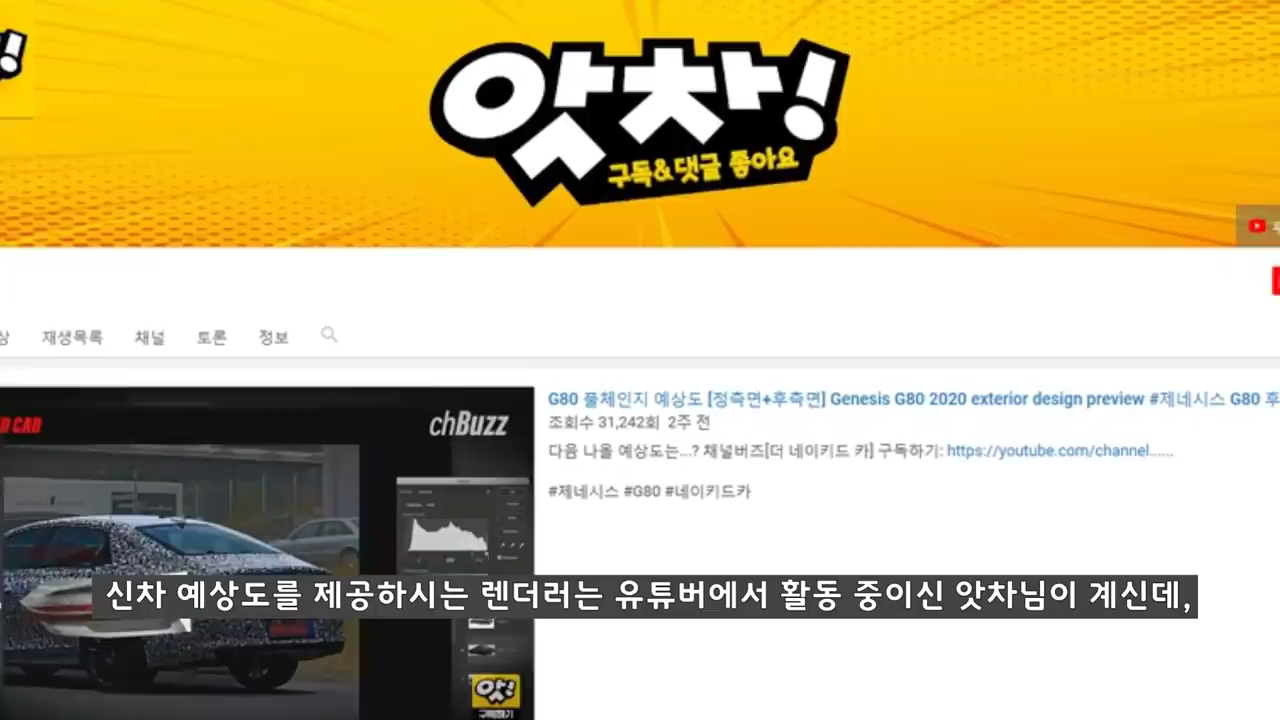 앗차!
구독&댓글 좋아요
재생목록 채널 토론 정보
G80 풀체인지 예상도 [정측면+후측면] Genesis G80 2020 exterior design preview #제네시스 G80 후
조회수 31,242회 2주 전
다음 나올 예상도는...? 채널버즈[더 네이키드 카] 구독하기: https://youtube.com/channel......
#제네시스 #G80 #네이키드카
D CAR
chBuzz
신차 예상도를 제공하시는 렌더러는 유튜버에서 활동 중이신 앗차님이 계신데,
앗!
구독하기